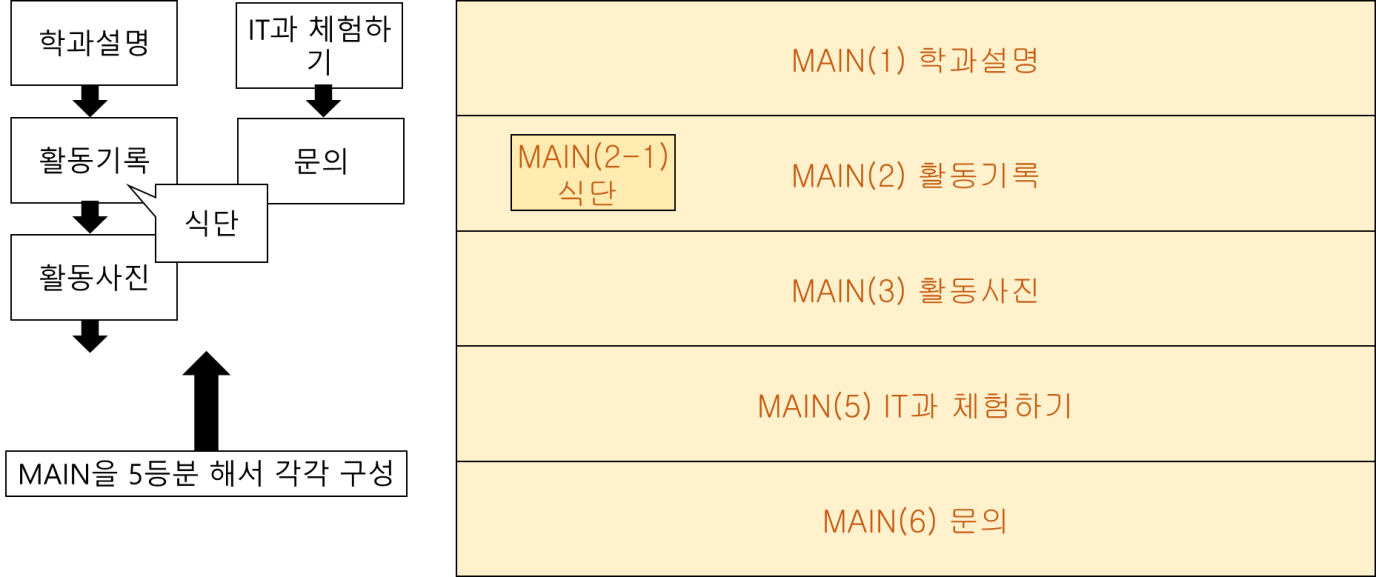 학과설명
활동기록
식단
활동사진
IT과 체험하
기
문의
MAIN을 5등분 해서 각각 구성
MAIN(1) 학과설명
MAIN(2-1)
식단
MAIN(2) 활동기록
MAIN(3) 활동사진
MAIN(5) IT과 체험하기
MAIN(6) 문의